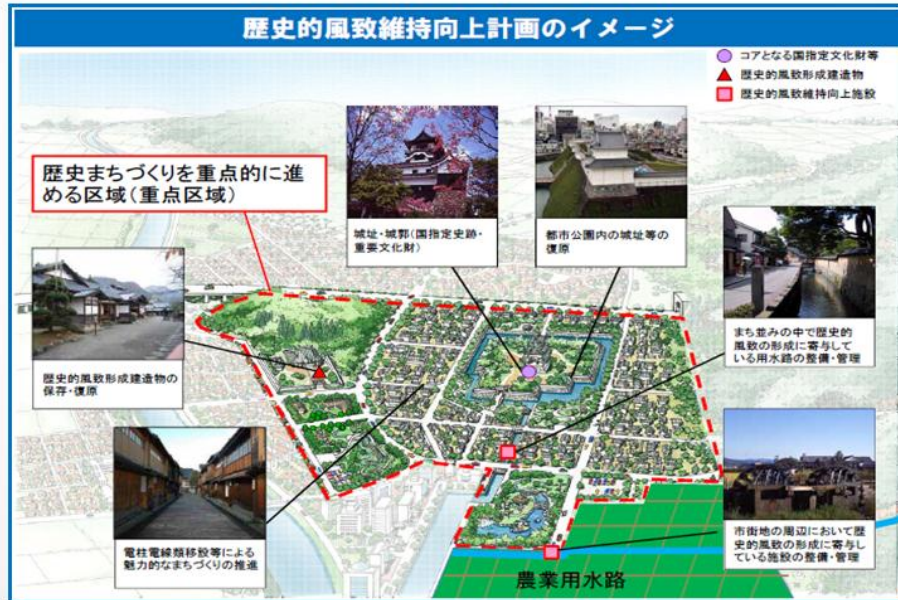 歴史的風致維持向上計画のイメージ
コアとなる国指定文化財等
歴史的風致形成建造物
歴史的風致維持向上施設
歴史まちづくりを重点的に進
める区域(重点区域)
城址・城郭(国指定史跡・
重要文化財)
都市公園内の城址等の
復原
まち並みの中で歴史的
風致の形成に寄与して
いる用水路の整備・管理
歴史的風致形成建造物の
保存・復原
電柱電線類移設等による
魅力的なまちづくりの推進
市街地の周辺において歴
史的風致の形成に寄与し
ている施設の整備・管理
農業用水路